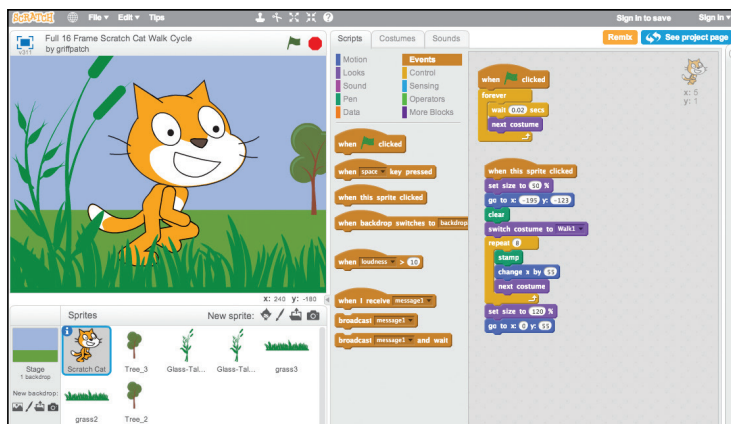 SCRATCH File Edit Tips Sign in to save Sign in
v311 Full 16 Frame Scratch Cat Walk Cycle
by griffpatch
Scripts Costumes Sounds
Remix See project page
Motion Events
Looks Control
Sound Sensing
Pen Operators
Data More Blocks
when clicked
when space key pressed
when this sprite clicked
when backdrop switches to backdrop
when loudness > 10
when I receive message1
broadcast message1
broadcast message1 and wait
when clicked
forever
wait 0.02 secs
next costume
x: 5
y: 1
when this sprite clicked
set size to 50 %
go to x: -195 y: -123
clear
switch costume to Walk1
repeat 8
stamp
change x by 55
next costume
set size to 120 %
go to x: 0 y: 55
x: 240 y: -180
Sprites New sprite:
Stage
1 backdrop
New backdrop:
Scratch Cat Tree_3 Glass-Tal... Glass-Tal... grass3
grass2 Tree_2